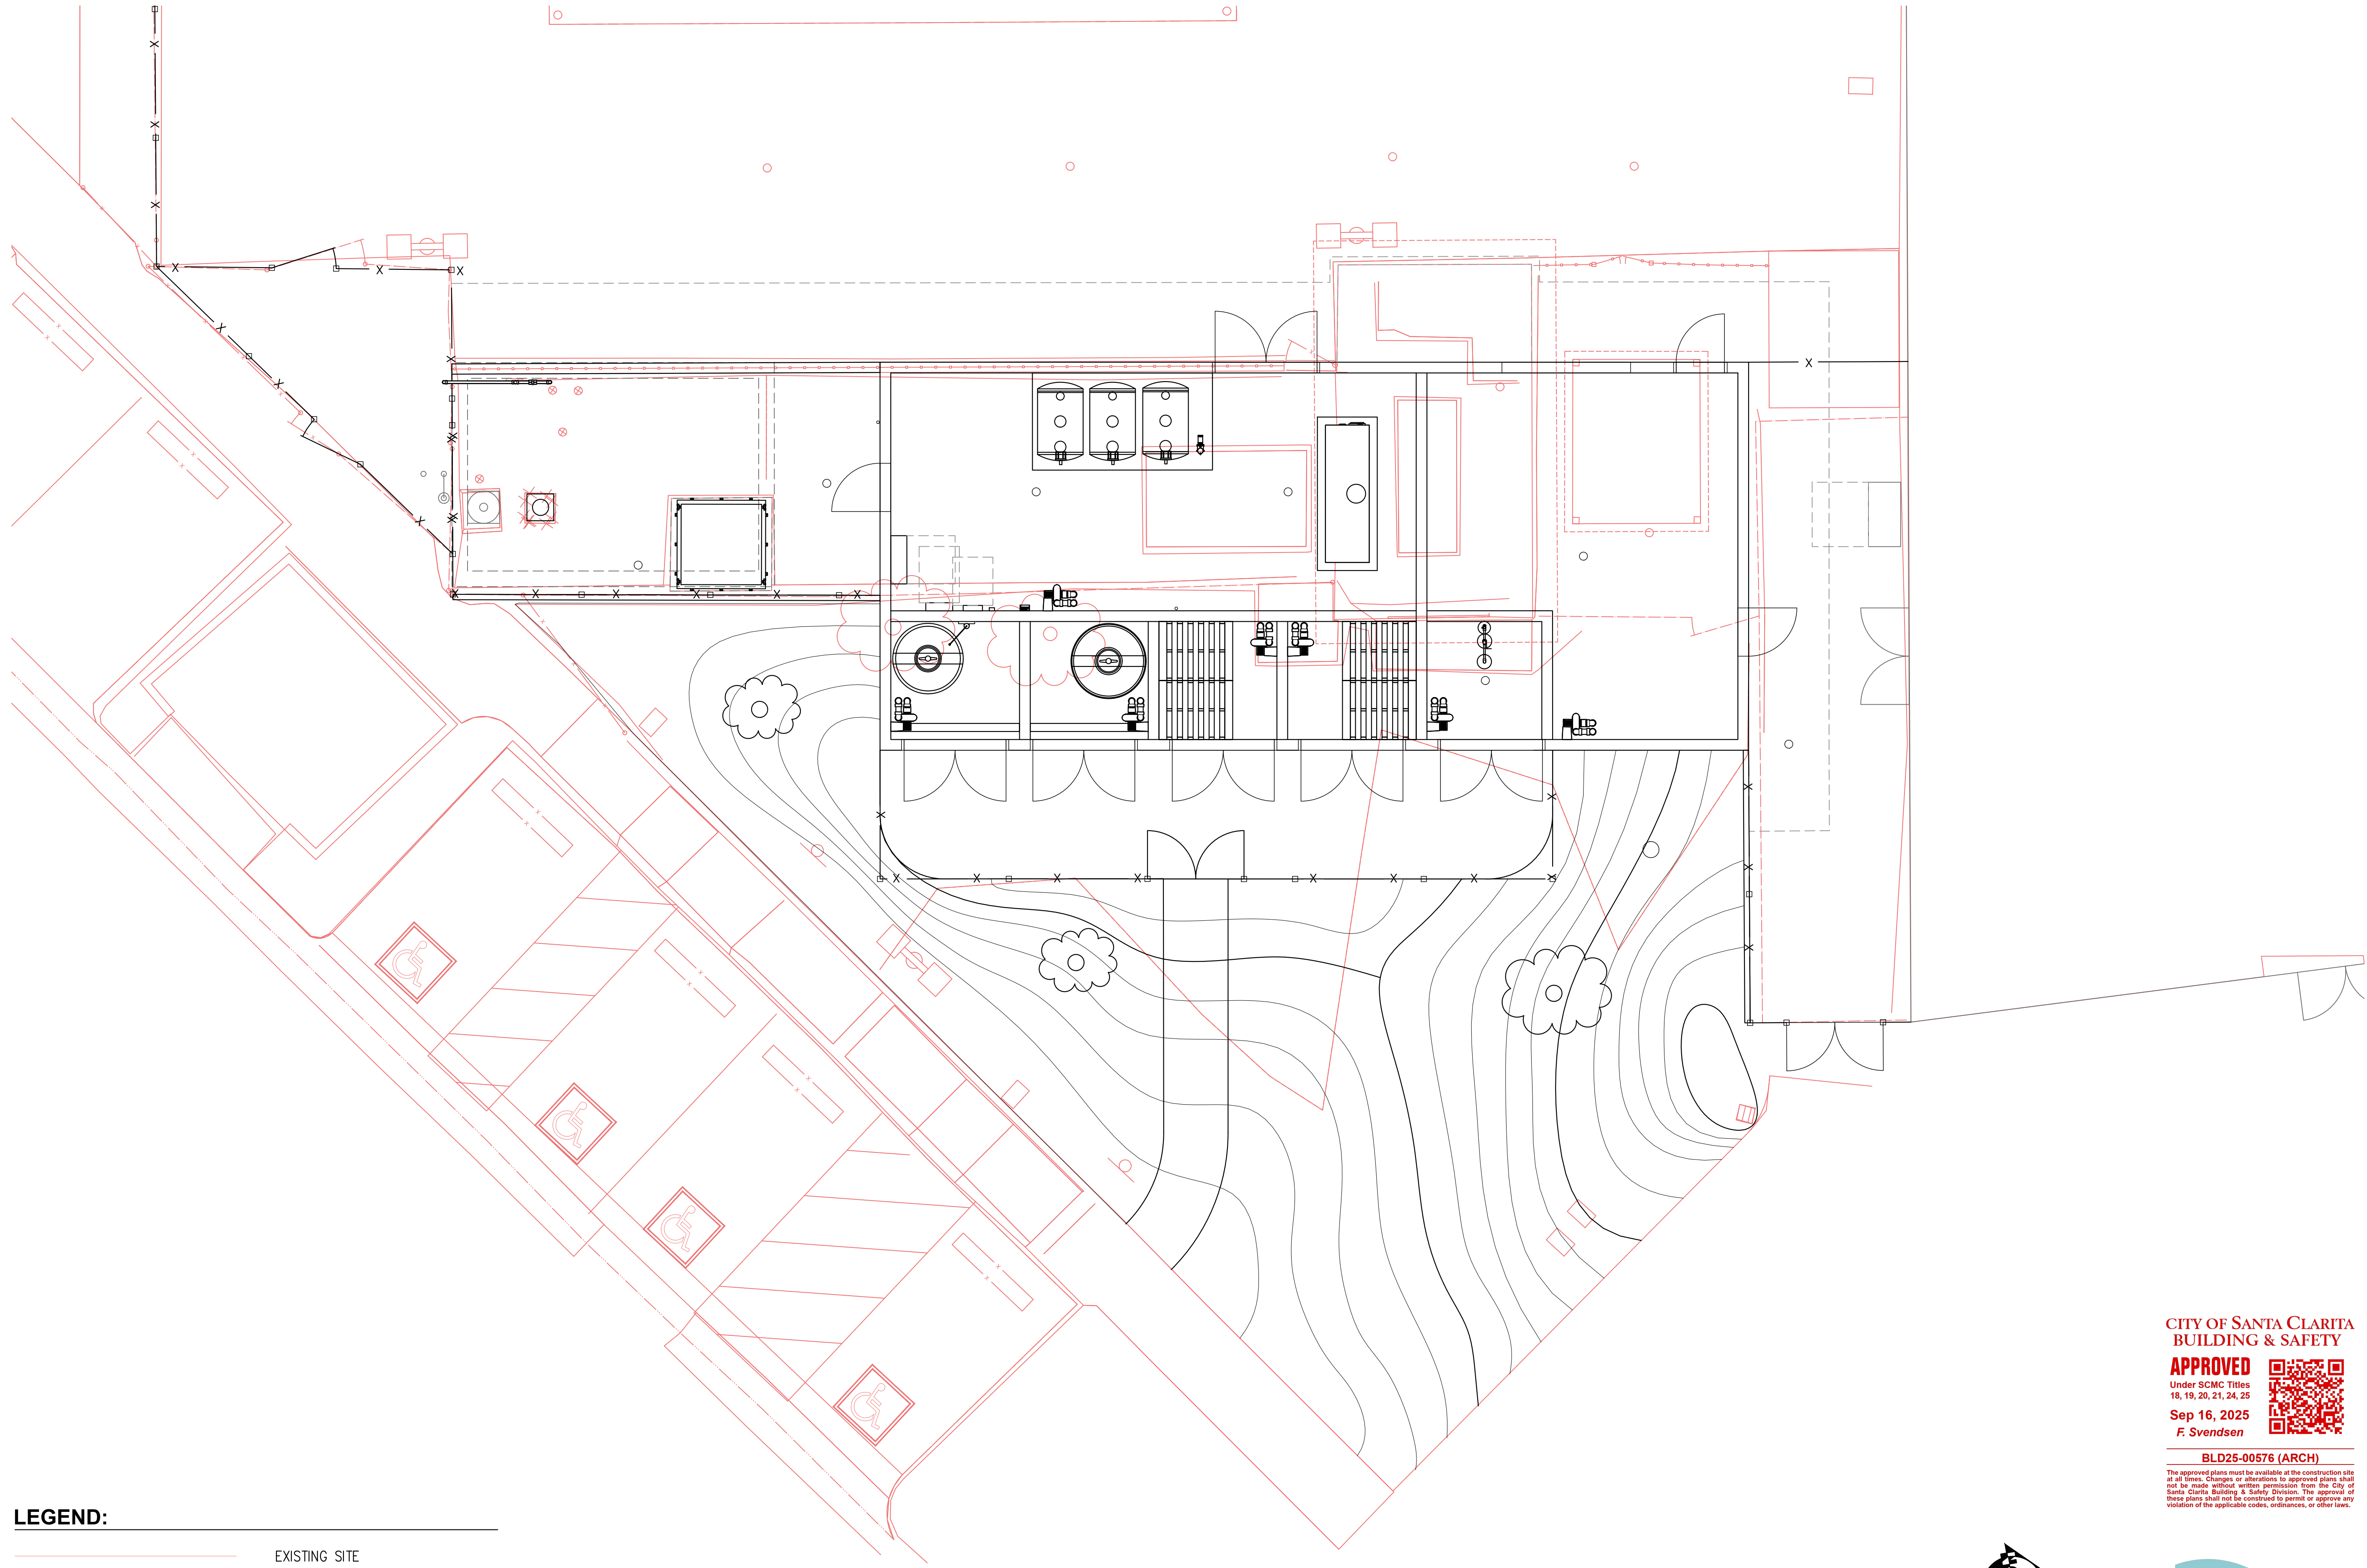 CITY OF SANTA CLARITA
BUILDING & SAFETY
APPROVED
Under SCMC Titles
18, 19, 20, 21, 24, 25
Sep 16, 2025
F. Svendsen
BLD25-00576 (ARCH)
The approved plans must be available at the construction site
at all times. Changes or alterations to approved plans shall
not be made without written permission from the City of
Santa Clarita Building & Safety Division. The approval of
these plans shall not be construed to permit or approve any
violation of the applicable codes, ordinances, or other laws.
LEGEND:
EXISTING SITE